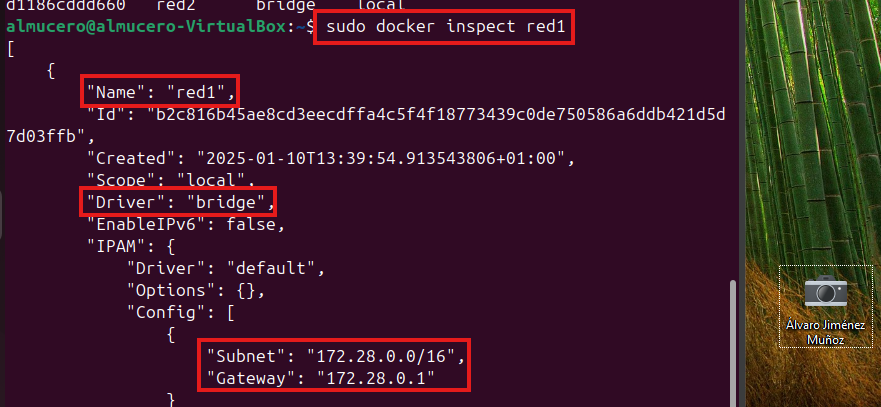 d1186cddd660   red2      bridge    local
almucero@almucero-VirtualBox:~$ sudo docker inspect red1
[
    {
        "Name": "red1",
        "Id": "b2c816b45ae8cd3eecdffa4c5f4f18773439c0de750586a6ddb421d5d
7d03ffb",
        "Created": "2025-01-10T13:39:54.913543806+01:00",
        "Scope": "local",
        "Driver": "bridge",
        "EnableIPv6": false,
        "IPAM": {
            "Driver": "default",
            "Options": {},
            "Config": [
                {
                    "Subnet": "172.28.0.0/16",
                    "Gateway": "172.28.0.1"
                }
Álvaro Jiménez
Muñoz